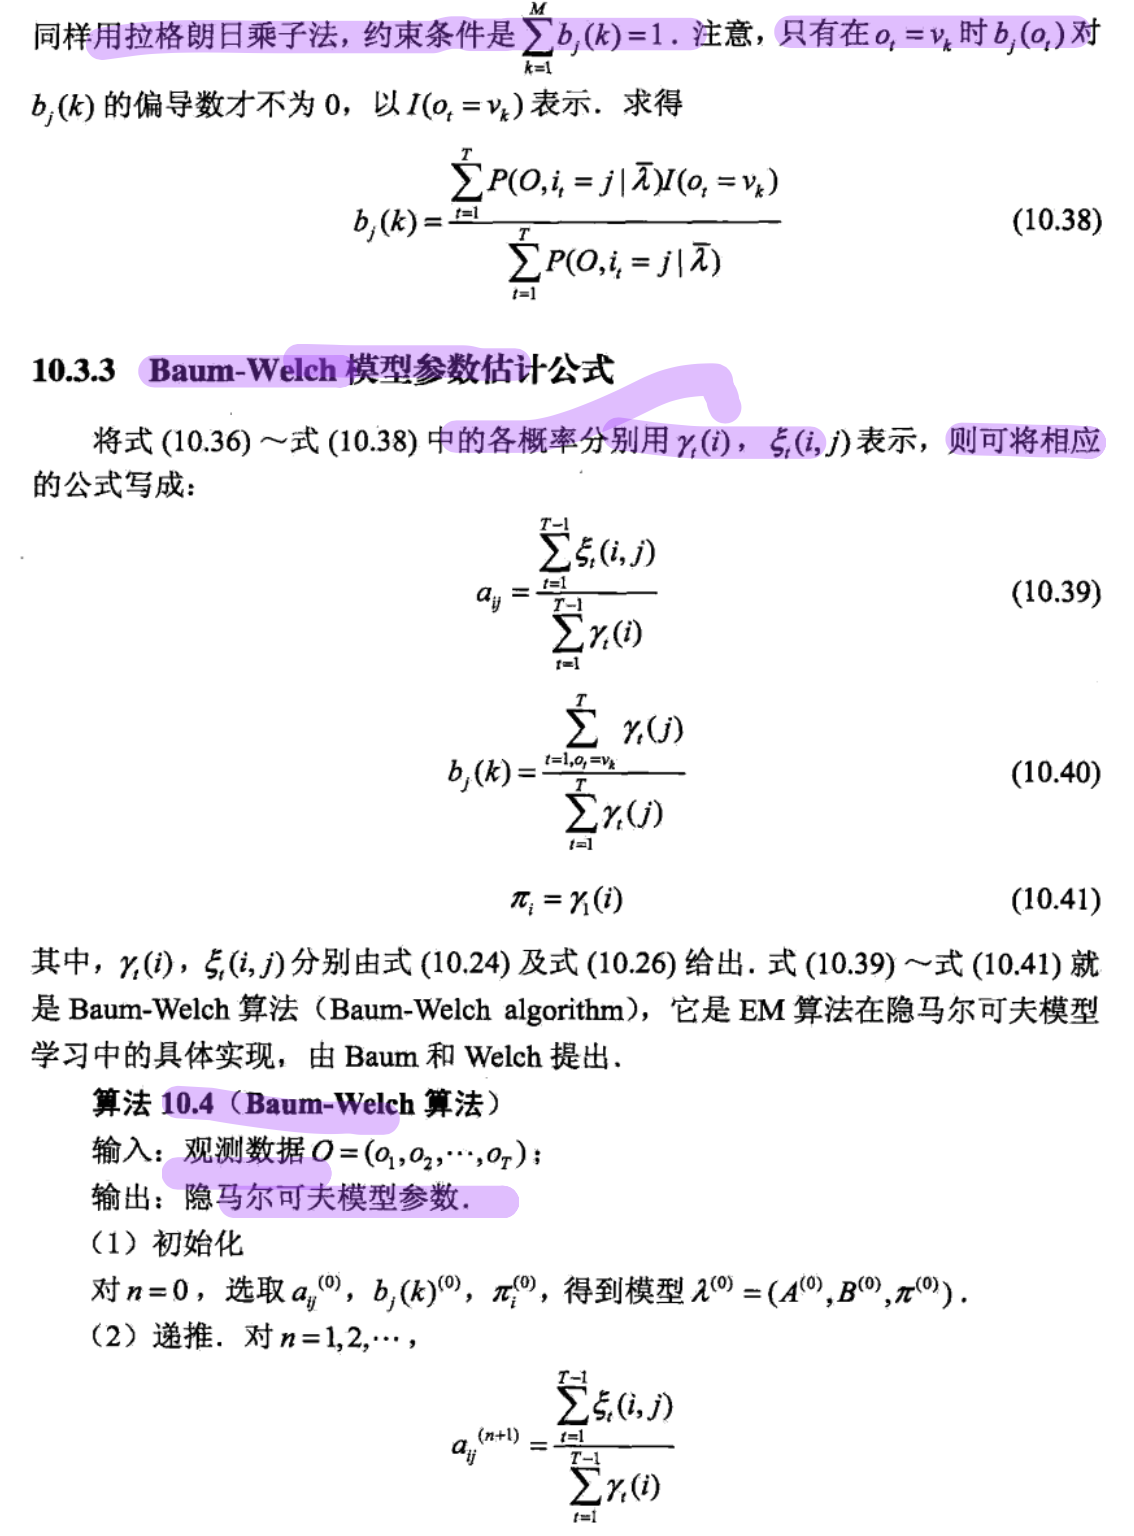 同样用拉格朗日乘子法，约束条件是 $\sum_{k=1}^{M} b_j(k)=1$．注意，只有在 $o_t=v_k$ 时 $b_j(o_t)$ 对
$b_j(k)$ 的偏导数才不为 0，以 $I(o_t=v_k)$ 表示．求得
$b_j(k)=\frac{\sum_{t=1}^{T} P(O,i_t=j|\bar{\lambda})I(o_t=v_k)}{\sum_{t=1}^{T} P(O,i_t=j|\bar{\lambda})}$ (10.38)
10.3.3 Baum-Welch 模型参数估计公式
将式 (10.36) ～式 (10.38) 中的各概率分别用 $\gamma_t(i)$，$\xi_t(i,j)$ 表示，则可将相应
的公式写成：
$a_{ij}=\frac{\sum_{t=1}^{T-1} \xi_t(i,j)}{\sum_{t=1}^{T-1} \gamma_t(i)}$ (10.39)
$b_j(k)=\frac{\sum_{t=1,o_t=v_k}^{T} \gamma_t(j)}{\sum_{t=1}^{T} \gamma_t(j)}$ (10.40)
$\pi_i=\gamma_1(i)$ (10.41)
其中，$\gamma_t(i)$，$\xi_t(i,j)$ 分别由式 (10.24) 及式 (10.26) 给出．式 (10.39) ～式 (10.41) 就
是 Baum-Welch 算法（Baum-Welch algorithm），它是 EM 算法在隐马尔可夫模型
学习中的具体实现，由 Baum 和 Welch 提出．
算法 10.4（Baum-Welch 算法）
输入：观测数据 $O=(o_1,o_2,\cdots,o_T)$；
输出：隐马尔可夫模型参数．
（1）初始化
对 $n=0$，选取 $a_{ij}^{(0)}$，$b_j(k)^{(0)}$，$\pi_i^{(0)}$，得到模型 $\lambda^{(0)}=(A^{(0)},B^{(0)},\pi^{(0)})$．
（2）递推．对 $n=1,2,\cdots$，
$a_{ij}^{(n+1)}=\frac{\sum_{t=1}^{T-1} \xi_t(i,j)}{\sum_{t=1}^{T-1} \gamma_t(i)}$